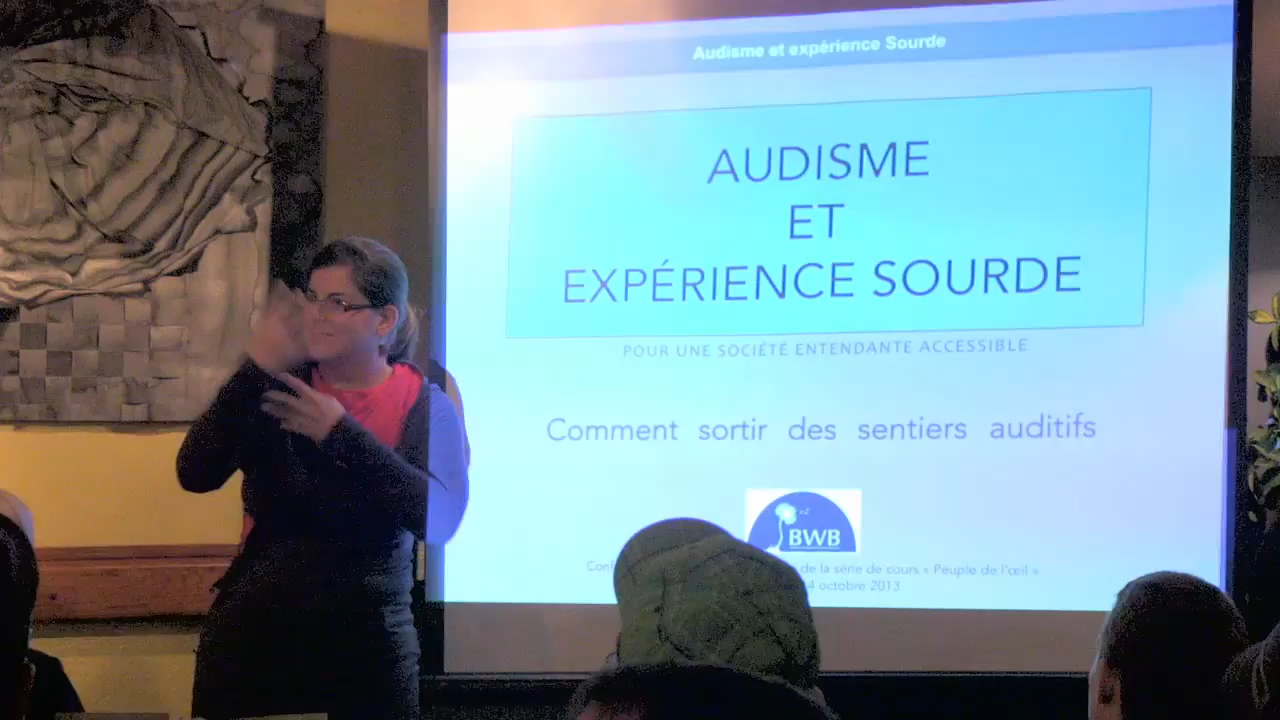 Audisme et expérience Sourde
AUDISME
ET
EXPÉRIENCE SOURDE
POUR UNE SOCIÉTÉ ENTENDANTE ACCESSIBLE
Comment sortir des sentiers auditifs
BWB
de la série de cours « Peuple de l'œil »
octobre 2013